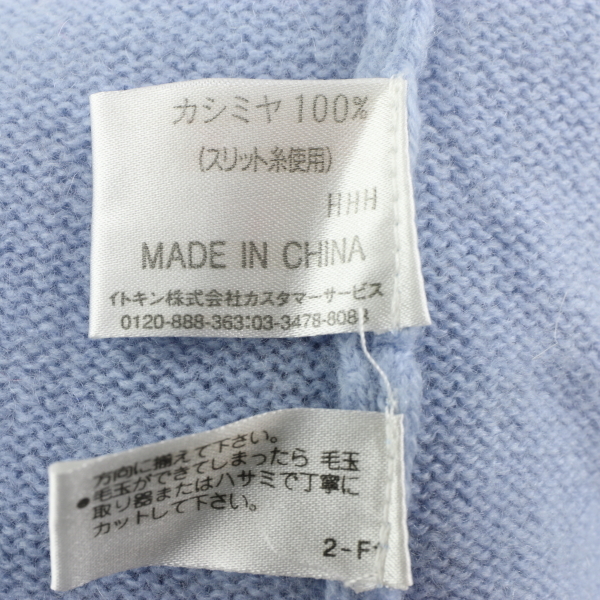 カシミヤ 100%
(スリット糸使用)
HHH
MADE IN CHINA
イトキン株式会社カスタマーサービス
0120-888-363:03-3478-8088
方向に揃えて下さい。
●毛玉ができてしまったら 毛玉
取り器またはハサミで丁寧に
カットして下さい。
2-F